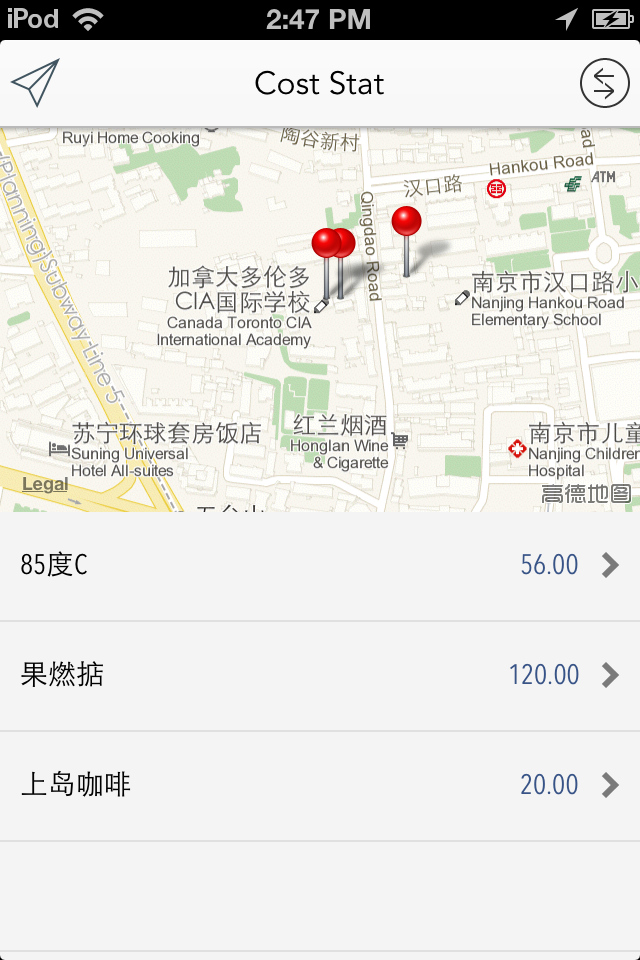 iPod 2:47 PM
Cost Stat
Ruyi Home Cooking
陶谷新村
汉口路
Hankou Road
ATM
Road
Qingdao Road
(Planning)Subway-Line-5
加拿大多伦多
CIA国际学校
Canada Toronto CIA
International Academy
南京市汉口路小
Nanjing Hankou Road
Elementary School
苏宁环球套房饭店
Suning Universal
Hotel All-suites
红兰烟酒
Honglan Wine
& Cigarette
南京市儿童
Nanjing Children
Hospital
Legal
高德地图
五台山
85度C 56.00
果燃掂 120.00
上岛咖啡 20.00